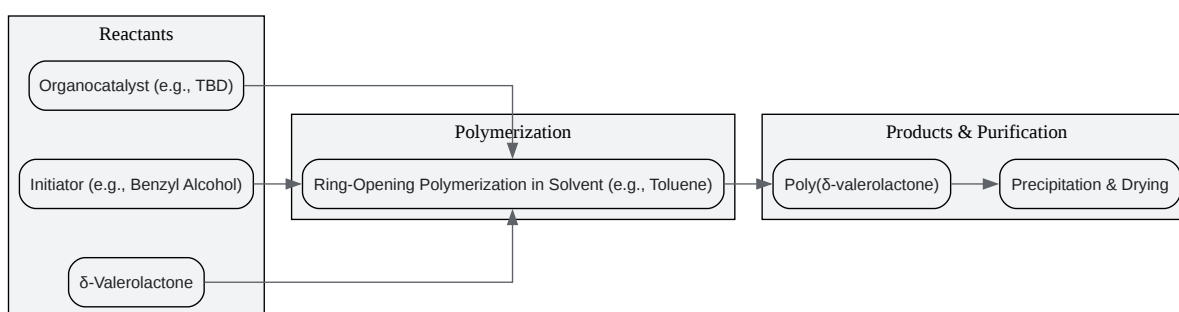 Reactants
Organocatalyst (e.g., TBD)
Initiator (e.g., Benzyl Alcohol)
δ-Valerolactone
Polymerization
Ring-Opening Polymerization in Solvent (e.g., Toluene)
Products & Purification
Poly(δ-valerolactone)
Precipitation & Drying